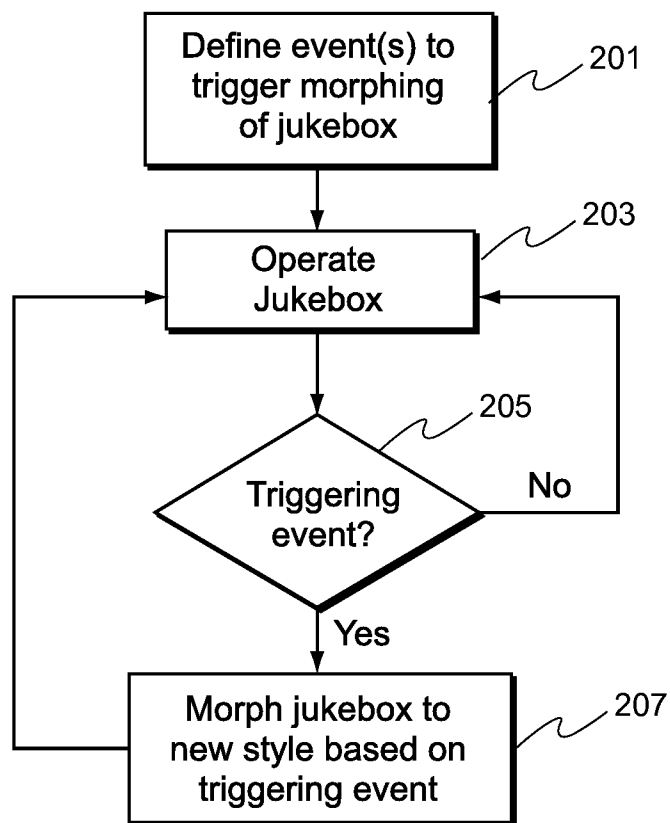 Define event(s) to
trigger morphing
of jukebox
201
Operate
Jukebox
203
Triggering
event?
205
No
Yes
Morph jukebox to
new style based on
triggering event
207